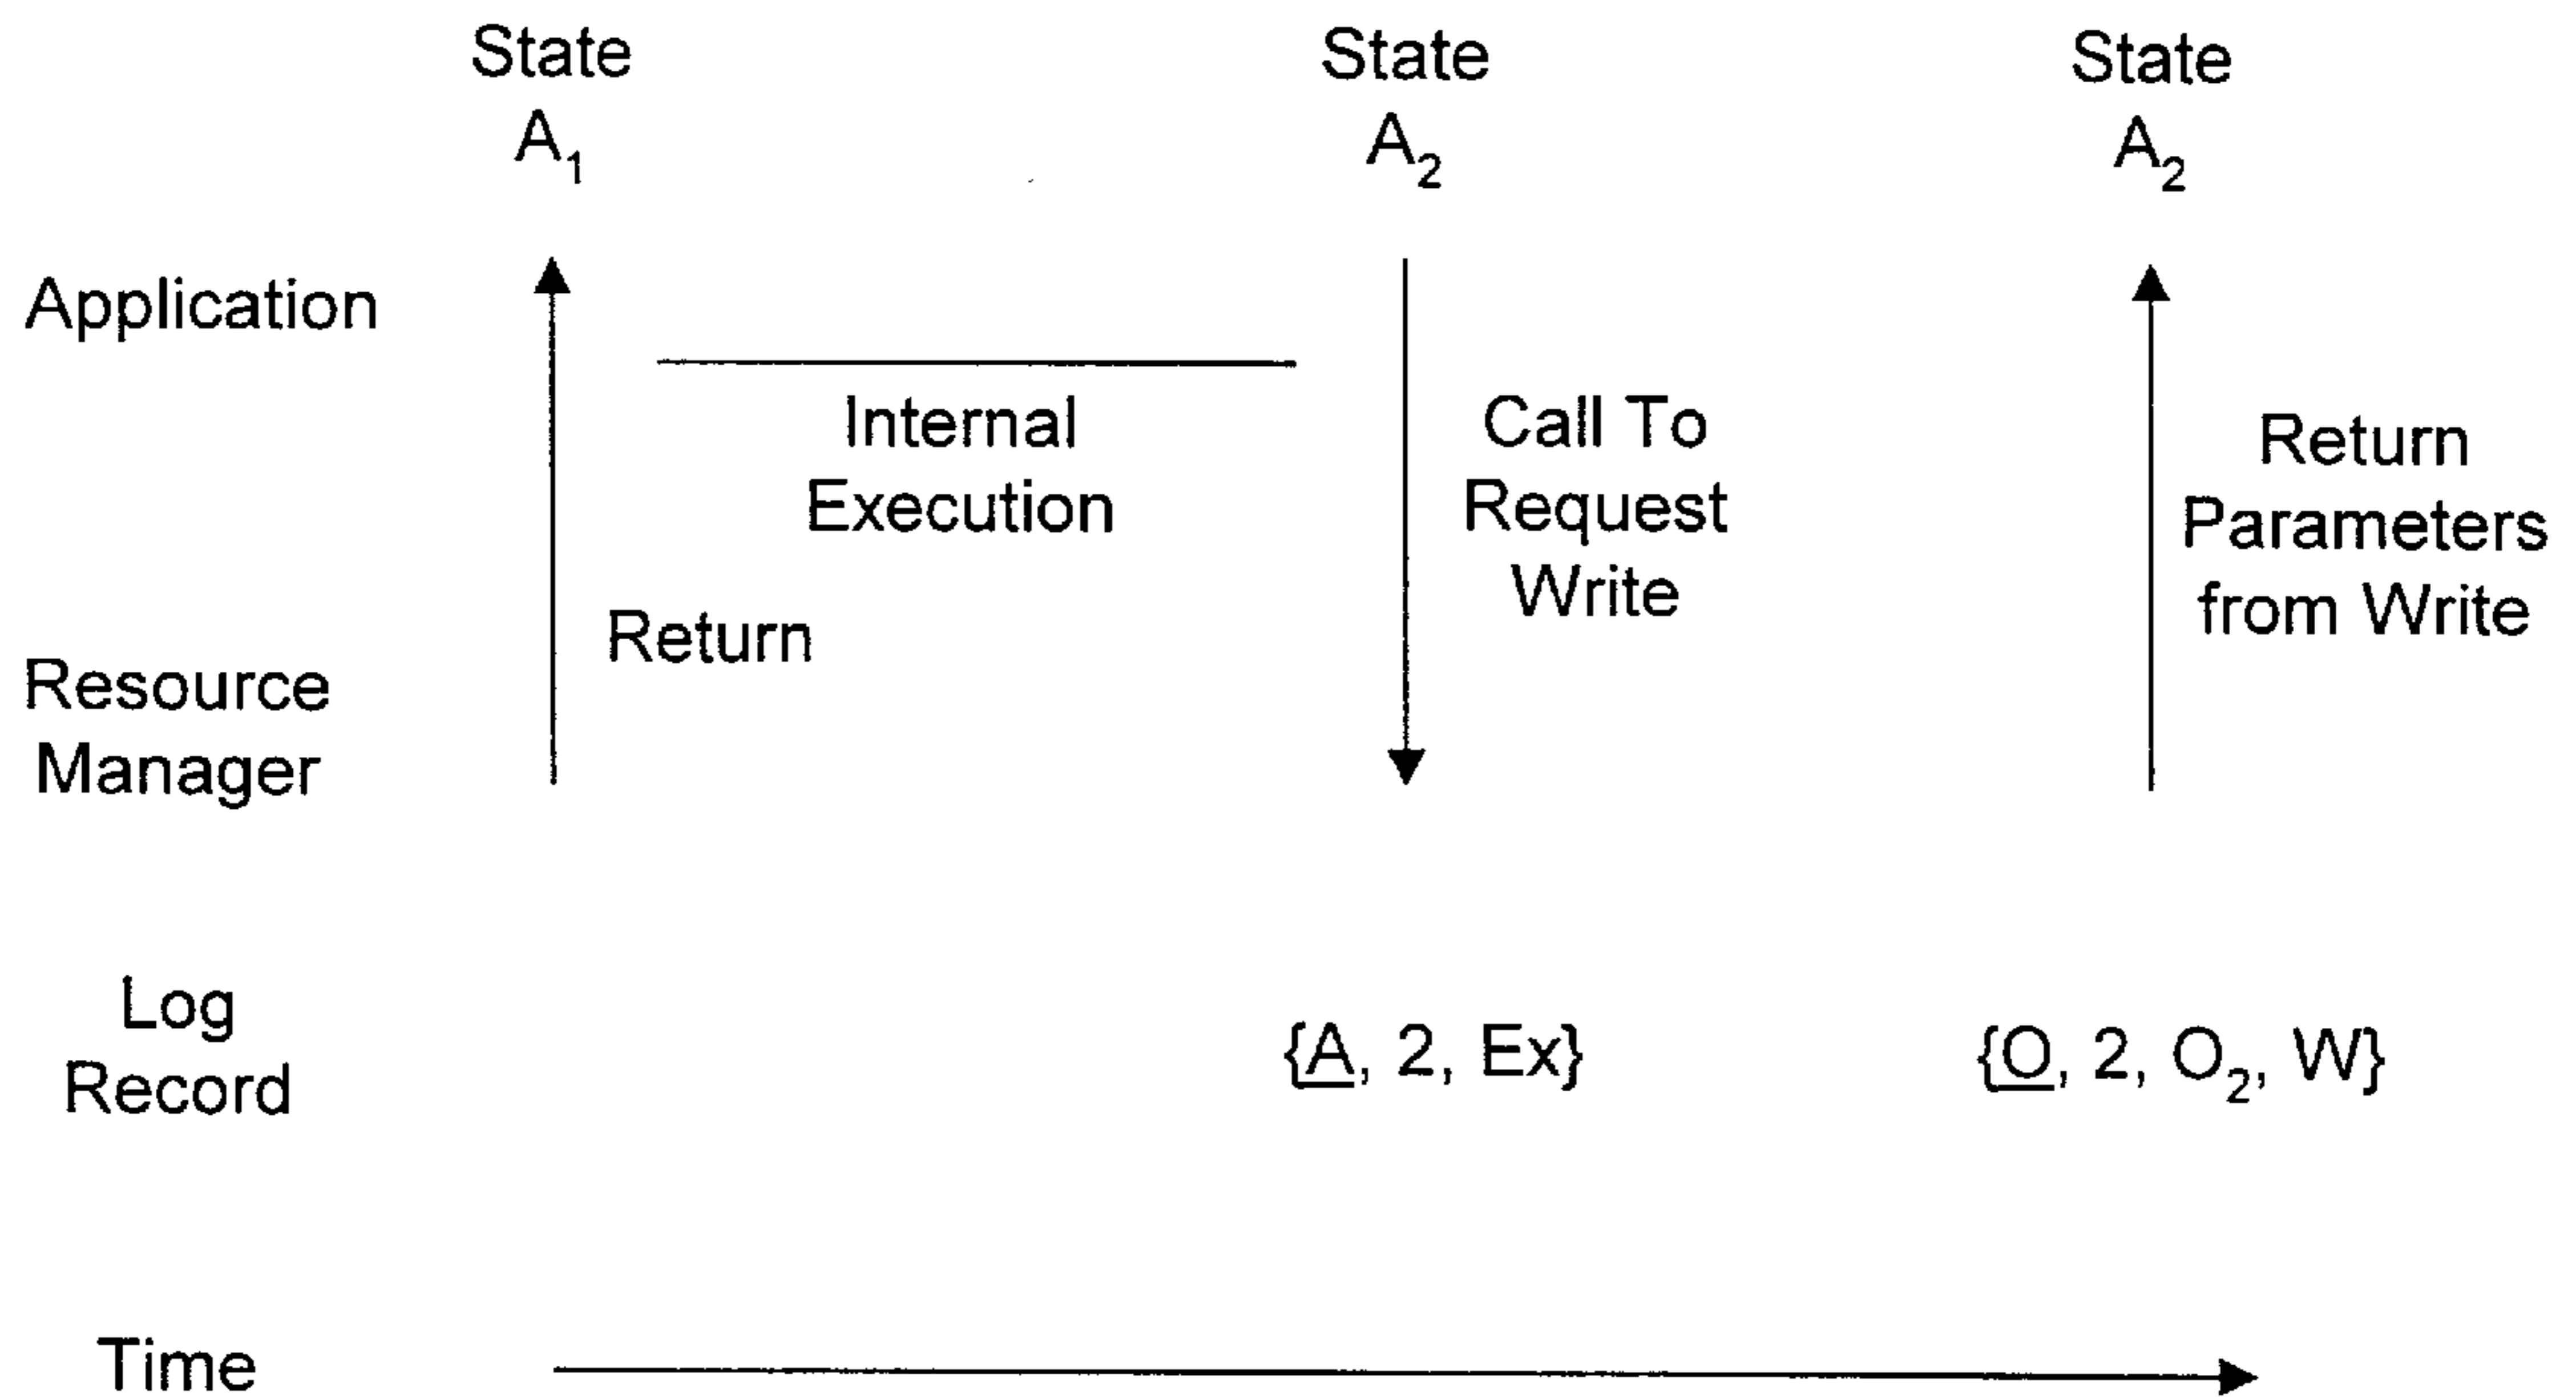 State
A₁
State
A₂
State
A₂
Application
Internal
Execution
Call To
Request
Write
Return
Parameters
from Write
Return
Resource
Manager
Log
Record
{A, 2, Ex}
{O, 2, O₂, W}
Time